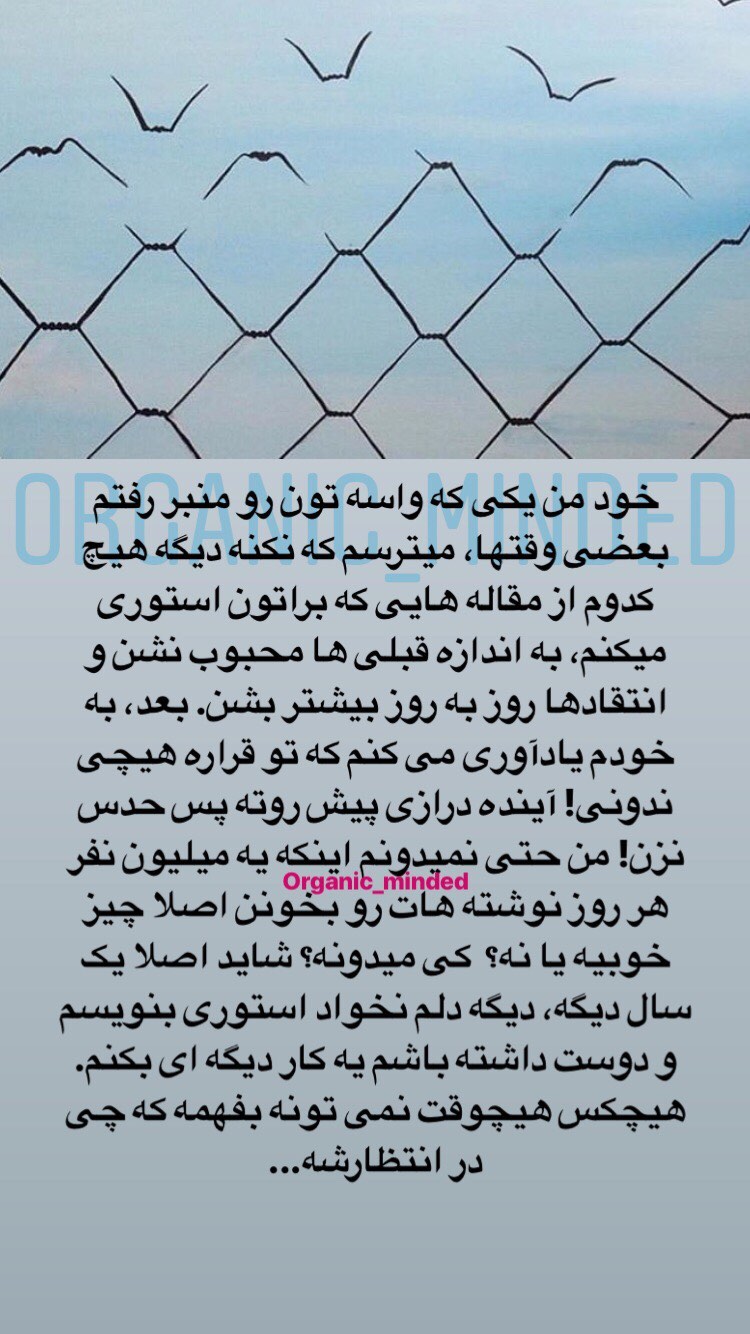 ORGANIC_MINDED
خود من یکی که واسه تون رو منبر رفتم
بعضی وقتها، میترسم که نکنه دیگه هیچ
کدوم از مقاله هایی که براتون استوری
میکنم، به اندازه قبلی ها محبوب نشن و
انتقادها روز به روز بیشتر بشن. بعد، به
خودم یادآوری می کنم که تو قراره هیچی
ندونی! آینده درازی پیش روته پس حدس
نزن! من حتی نمیدونم اینکه یه میلیون نفر
Organic_minded
هر روز نوشته هات رو بخونن اصلا چیز
خوبیه یا نه؟ کی میدونه؟ شاید اصلا یک
سال دیگه، دیگه دلم نخواد استوری بنویسم
و دوست داشته باشم یه کار دیگه ای بکنم.
هیچکس هیچوقت نمی تونه بفهمه که چی
در انتظارشه...